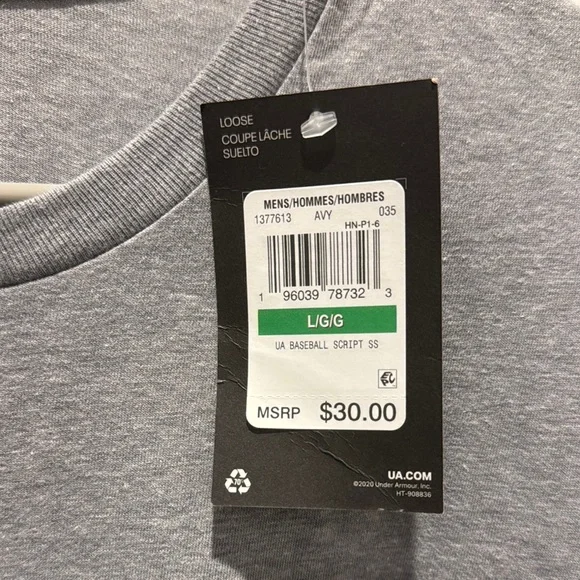 LOOSE
COUPE LÂCHE
SUELTO
MENS/HOMMES/HOMBRES
1377613 AVY 035
HN-P1-6
1 96039 78732 3
L/G/G
UA BASEBALL SCRIPT SS
MSRP $30.00
UA.COM
©2020 Under Armour, Inc.
HT-908836